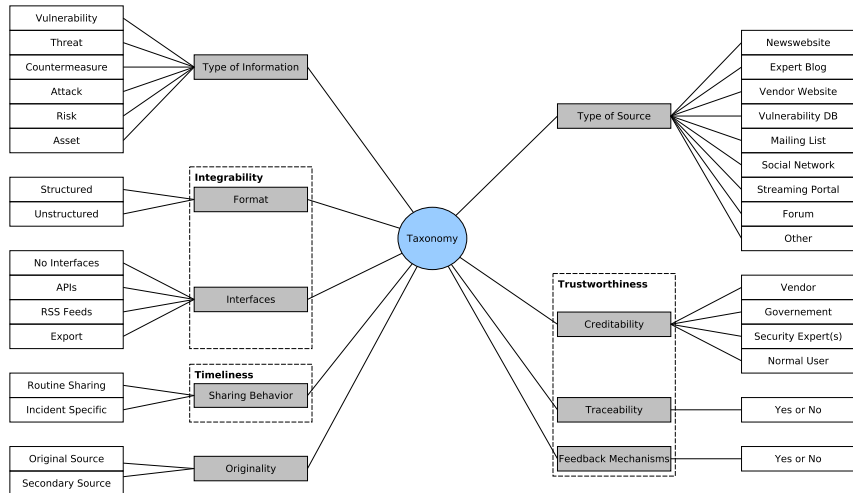 Vulnerability
Threat
Countermeasure
Attack
Risk
Asset
Type of Information
Integrability
Structured
Unstructured
Format
No Interfaces
APIs
RSS Feeds
Export
Interfaces
Timeliness
Routine Sharing
Incident Specific
Sharing Behavior
Original Source
Secondary Source
Originality
Taxonomy
Type of Source
Newswebsite
Expert Blog
Vendor Website
Vulnerability DB
Mailing List
Social Network
Streaming Portal
Forum
Other
Trustworthiness
Creditability
Vendor
Governement
Security Expert(s)
Normal User
Traceability
Yes or No
Feedback Mechanisms
Yes or No